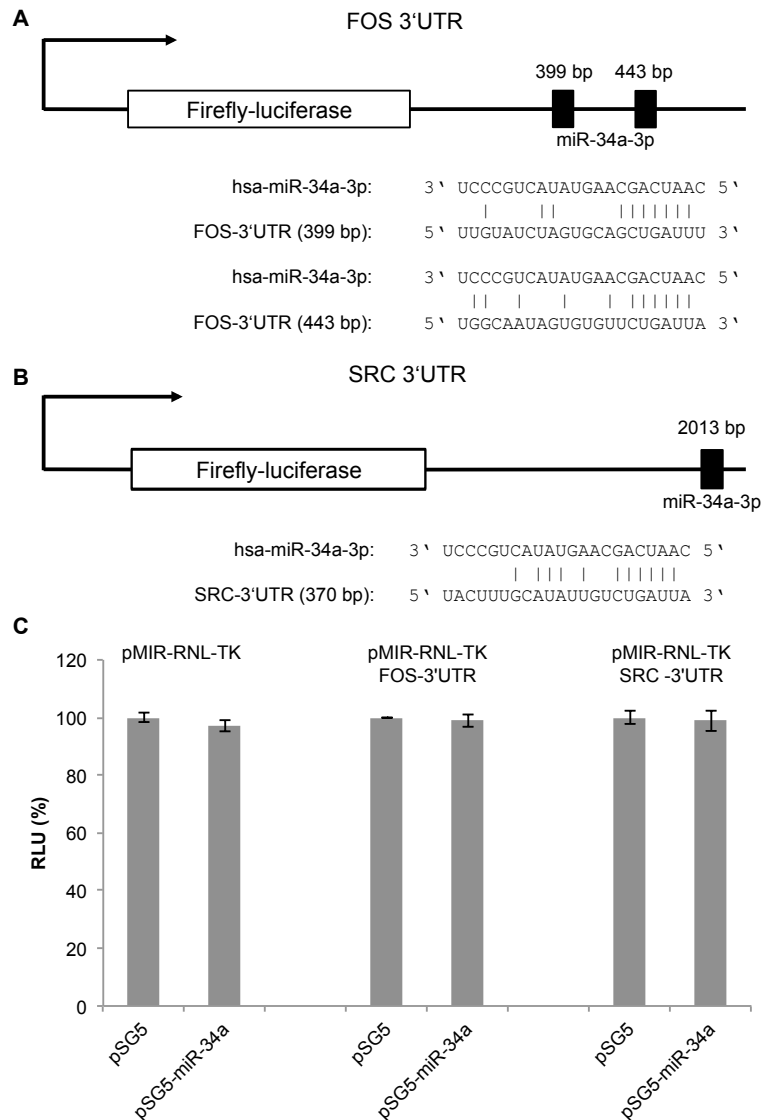 A
FOS 3‘UTR
399 bp 443 bp
Firefly-luciferase
miR-34a-3p
hsa-miR-34a-3p: 3‘ UCCCGUCAUAUGAACGACUAAC 5‘
FOS-3‘UTR (399 bp): 5‘ UUGUAUCUAGUGCAGCUGAUUU 3‘
hsa-miR-34a-3p: 3‘ UCCCGUCAUAUGAACGACUAAC 5‘
FOS-3‘UTR (443 bp): 5‘ UGGCAAUAGUGUGUUCUGAUUA 3‘
B
SRC 3‘UTR
2013 bp
Firefly-luciferase
miR-34a-3p
hsa-miR-34a-3p: 3‘ UCCCGUCAUAUGAACGACUAAC 5‘
SRC-3‘UTR (370 bp): 5‘ UACUUUGCAUAUUGUCUGAUUA 3‘
C
pMIR-RNL-TK
pMIR-RNL-TK
FOS-3'UTR
pMIR-RNL-TK
SRC -3'UTR
RLU (%)
120
100
80
60
40
20
0
pSG5
pSG5-miR-34a
pSG5
pSG5-miR-34a
pSG5
pSG5-miR-34a